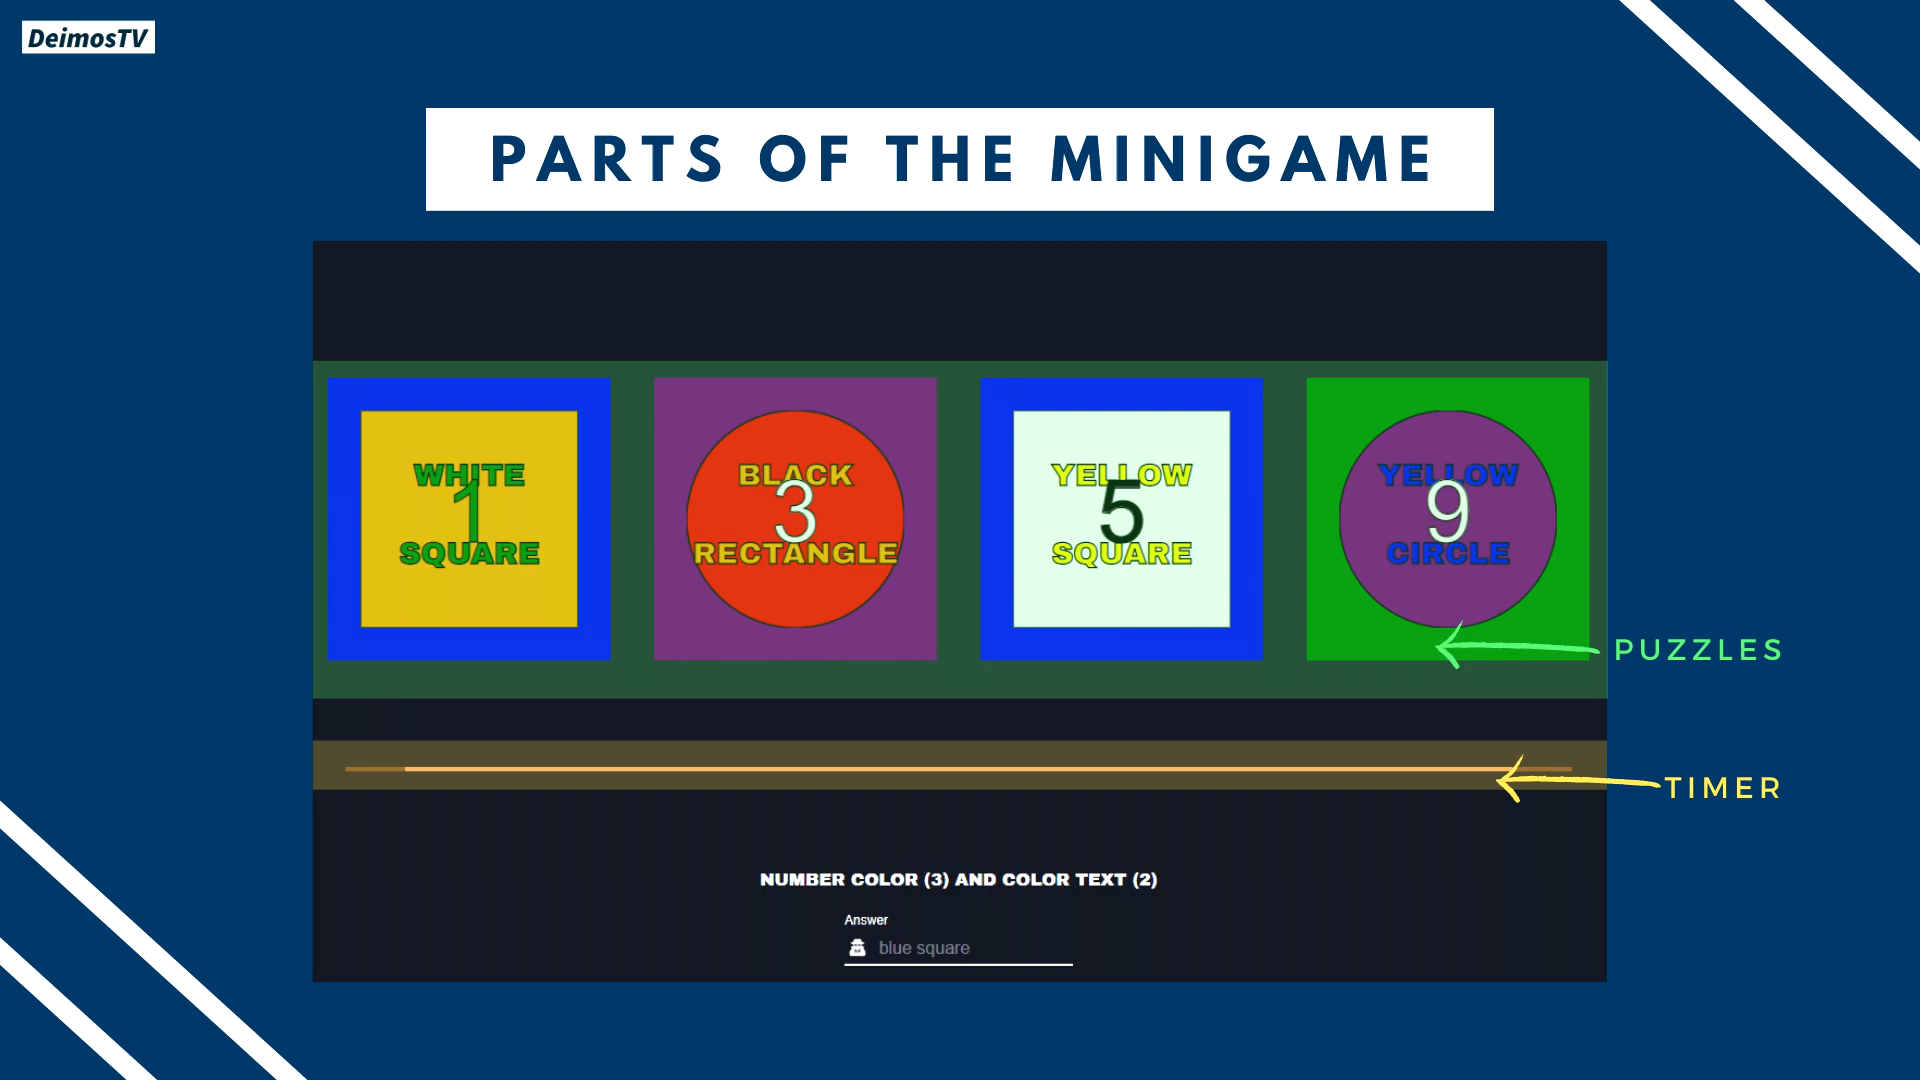 DeimosTV
PARTS OF THE MINIGAME
WHITE
1
SQUARE
BLACK
3
RECTANGLE
YELLOW
5
SQUARE
YELLOW
9
CIRCLE
PUZZLES
TIMER
NUMBER COLOR (3) AND COLOR TEXT (2)
Answer
blue square